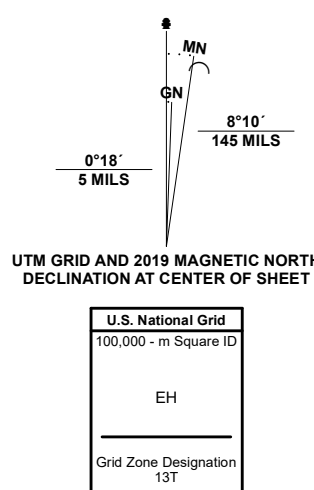 MN
GN
8°10´
145 MILS
0°18´
5 MILS
UTM GRID AND 2019 MAGNETIC NORTH
DECLINATION AT CENTER OF SHEET
U.S. National Grid
100,000 - m Square ID
EH
Grid Zone Designation
13T